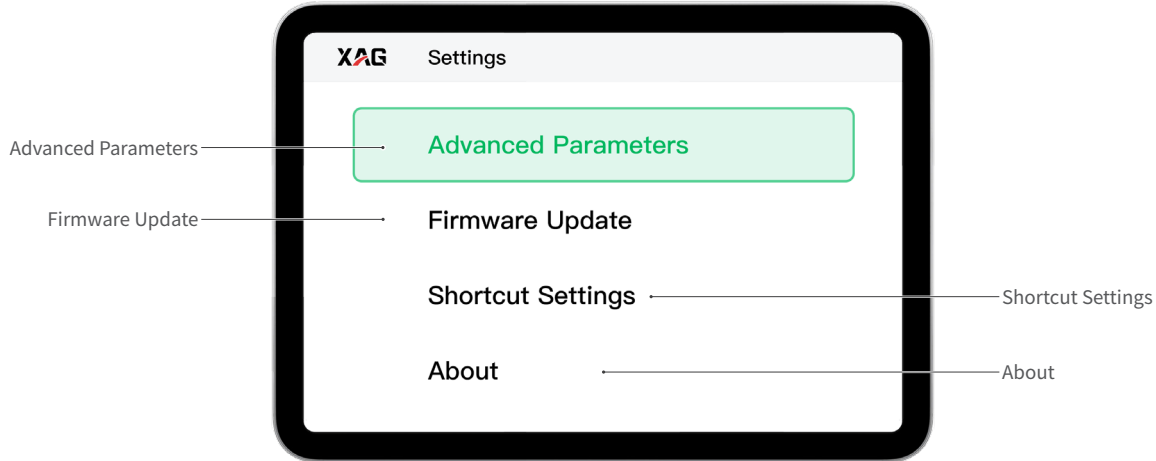 XAG Settings
Advanced Parameters Advanced Parameters
Firmware Update Firmware Update
Shortcut Settings Shortcut Settings
About About